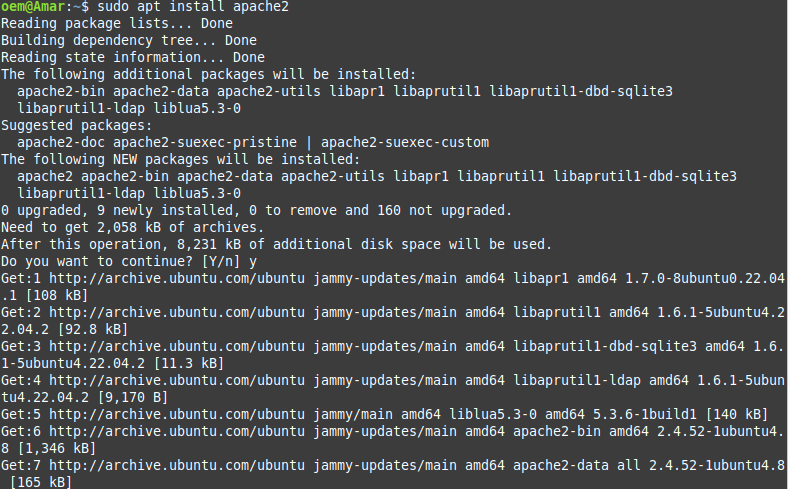 oem@Amar:~$ sudo apt install apache2
Reading package lists... Done
Building dependency tree... Done
Reading state information... Done
The following additional packages will be installed:
  apache2-bin apache2-data apache2-utils libapr1 libaprutil1 libaprutil1-dbd-sqlite3
  libaprutil1-ldap liblua5.3-0
Suggested packages:
  apache2-doc apache2-suexec-pristine | apache2-suexec-custom
The following NEW packages will be installed:
  apache2 apache2-bin apache2-data apache2-utils libapr1 libaprutil1 libaprutil1-dbd-sqlite3
  libaprutil1-ldap liblua5.3-0
0 upgraded, 9 newly installed, 0 to remove and 160 not upgraded.
Need to get 2,058 kB of archives.
After this operation, 8,231 kB of additional disk space will be used.
Do you want to continue? [Y/n] y
Get:1 http://archive.ubuntu.com/ubuntu jammy-updates/main amd64 libapr1 amd64 1.7.0-8ubuntu0.22.04
.1 [108 kB]
Get:2 http://archive.ubuntu.com/ubuntu jammy-updates/main amd64 libaprutil1 amd64 1.6.1-5ubuntu4.2
2.04.2 [92.8 kB]
Get:3 http://archive.ubuntu.com/ubuntu jammy-updates/main amd64 libaprutil1-dbd-sqlite3 amd64 1.6.
1-5ubuntu4.22.04.2 [11.3 kB]
Get:4 http://archive.ubuntu.com/ubuntu jammy-updates/main amd64 libaprutil1-ldap amd64 1.6.1-5ubun
tu4.22.04.2 [9,170 B]
Get:5 http://archive.ubuntu.com/ubuntu jammy/main amd64 liblua5.3-0 amd64 5.3.6-1build1 [140 kB]
Get:6 http://archive.ubuntu.com/ubuntu jammy-updates/main amd64 apache2-bin amd64 2.4.52-1ubuntu4.
8 [1,346 kB]
Get:7 http://archive.ubuntu.com/ubuntu jammy-updates/main amd64 apache2-data all 2.4.52-1ubuntu4.8
 [165 kB]